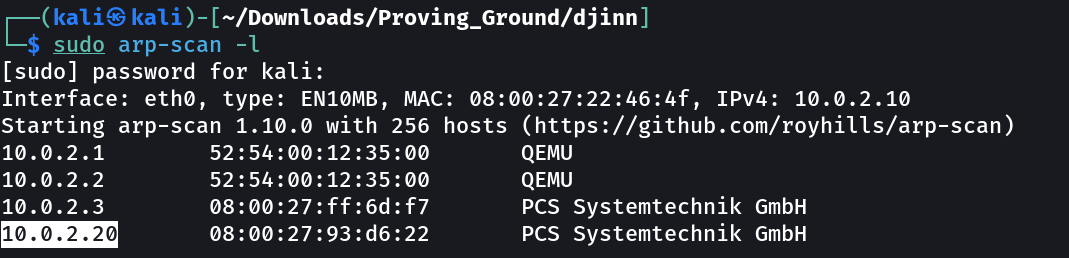 ┌──(kali㉿kali)-[~/Downloads/Proving_Ground/djinn]
└─$ sudo arp-scan -l
[sudo] password for kali:
Interface: eth0, type: EN10MB, MAC: 08:00:27:22:46:4f, IPv4: 10.0.2.10
Starting arp-scan 1.10.0 with 256 hosts (https://github.com/royhills/arp-scan)
10.0.2.1 52:54:00:12:35:00 QEMU
10.0.2.2 52:54:00:12:35:00 QEMU
10.0.2.3 08:00:27:ff:6d:f7 PCS Systemtechnik GmbH
10.0.2.20 08:00:27:93:d6:22 PCS Systemtechnik GmbH